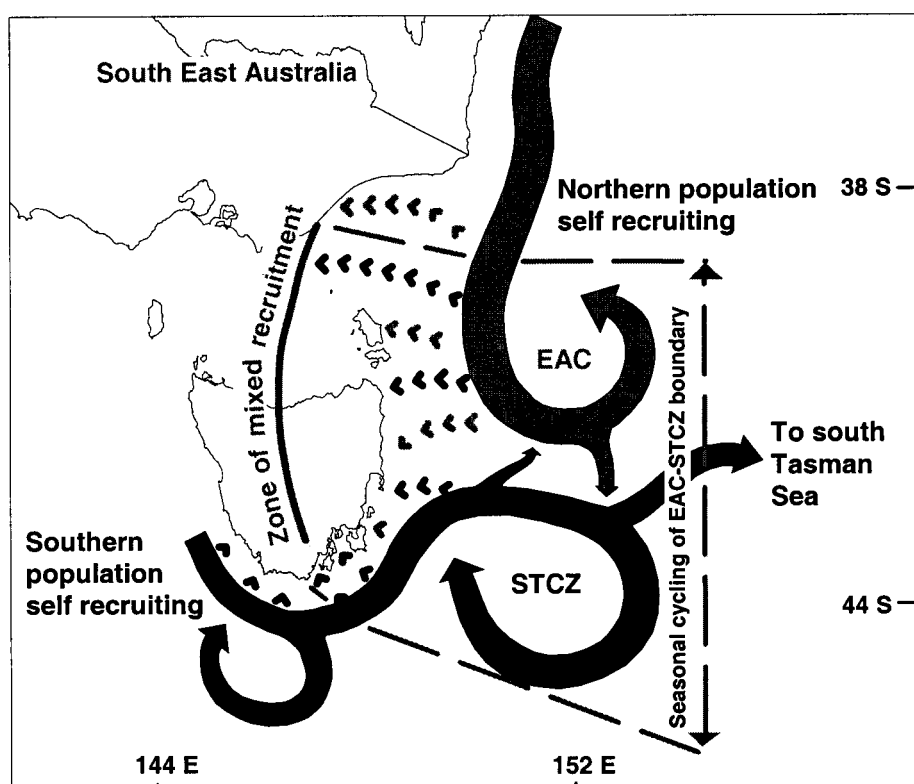 South East Australia
Northern population
self recruiting
38 S
Zone of mixed recruitment
EAC
Seasonal cycling of EAC-STCZ boundary
To south
Tasman
Sea
Southern
population
self recruiting
STCZ
44 S
144 E
152 E